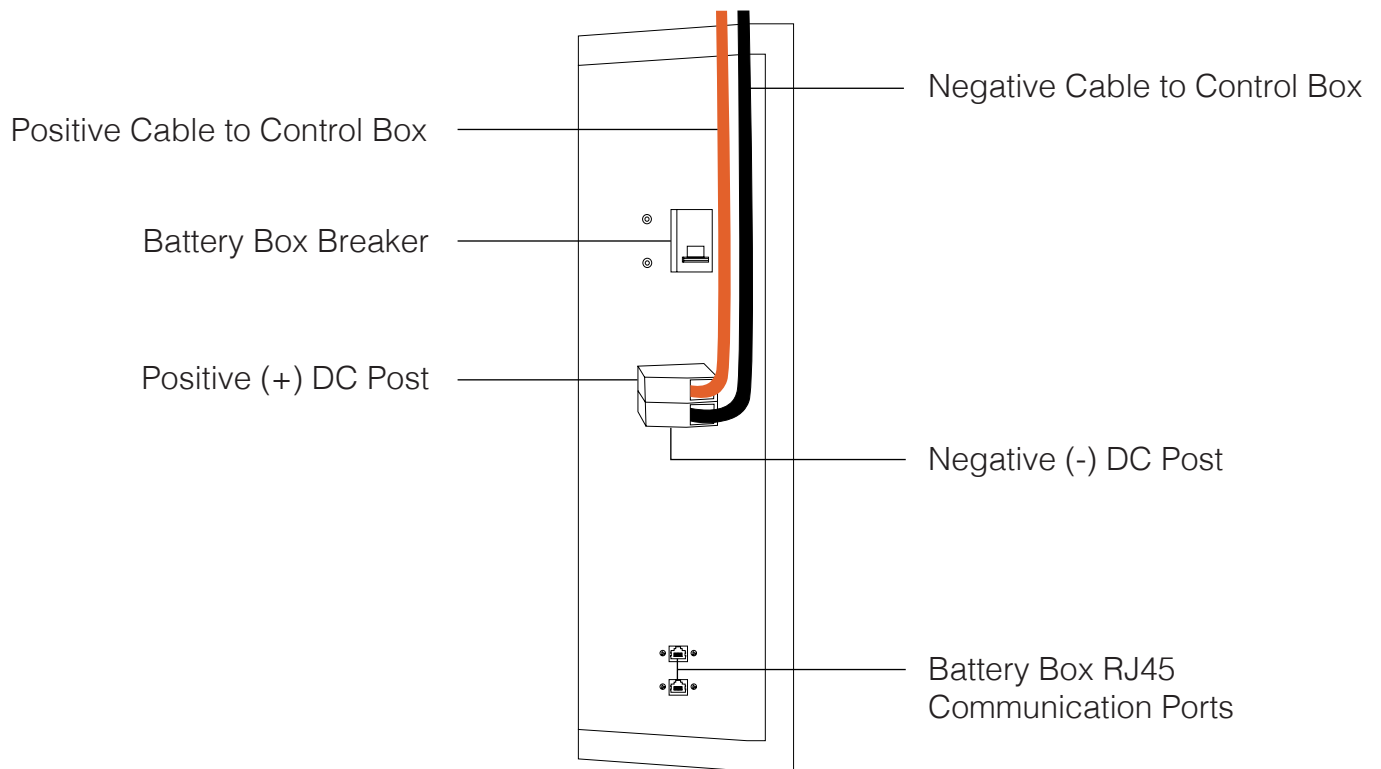 Negative Cable to Control Box
Positive Cable to Control Box
Battery Box Breaker
Positive (+) DC Post
Negative (-) DC Post
Battery Box RJ45
Communication Ports